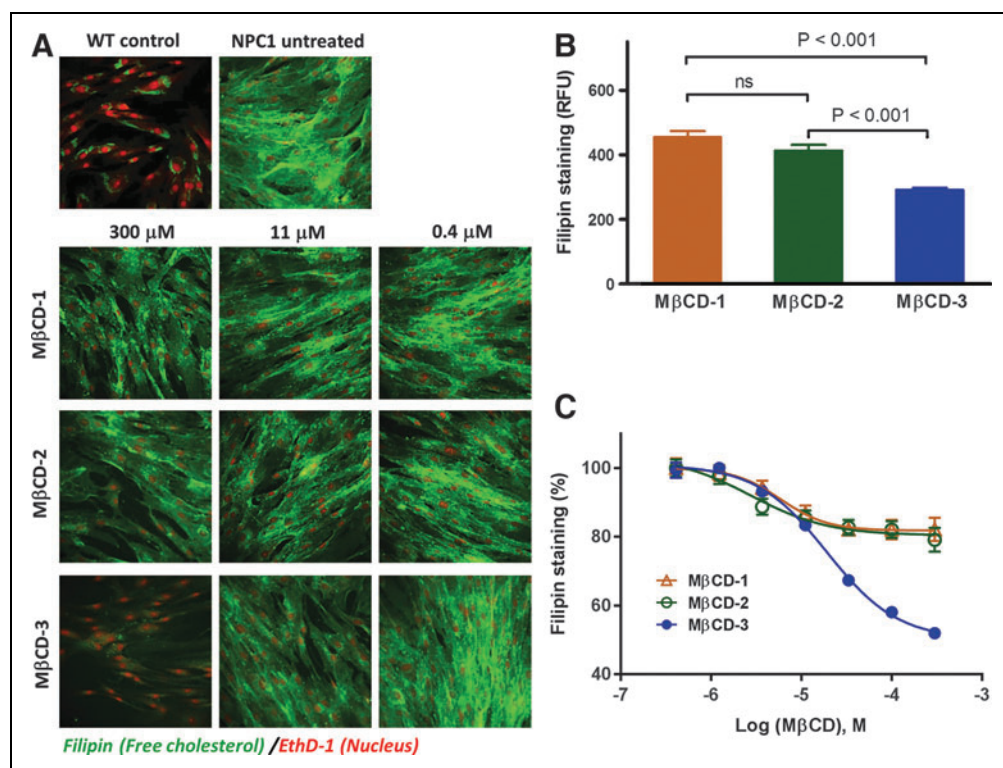 A
WT control
NPC1 untreated
300 μM
11 μM
0.4 μM
MβCD-1
MβCD-2
MβCD-3
Filipin (Free cholesterol) /EthD-1 (Nucleus)
B
P < 0.001
ns
P < 0.001
Filipin staining (RFU)
600
400
200
0
MβCD-1
MβCD-2
MβCD-3
C
Filipin staining (%)
100
80
60
40
MβCD-1
MβCD-2
MβCD-3
-7
-6
-5
-4
-3
Log (MβCD), M